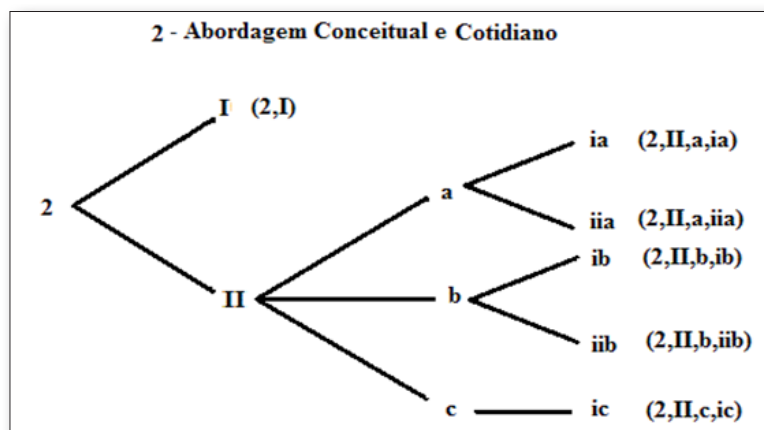 2 - Abordagem Conceitual e Cotidiano
I (2,I)
ia (2,II,a,ia)
a
2
iia (2,II,a,iia)
ib (2,II,b,ib)
II
b
iib (2,II,b,iib)
c
ic (2,II,c,ic)